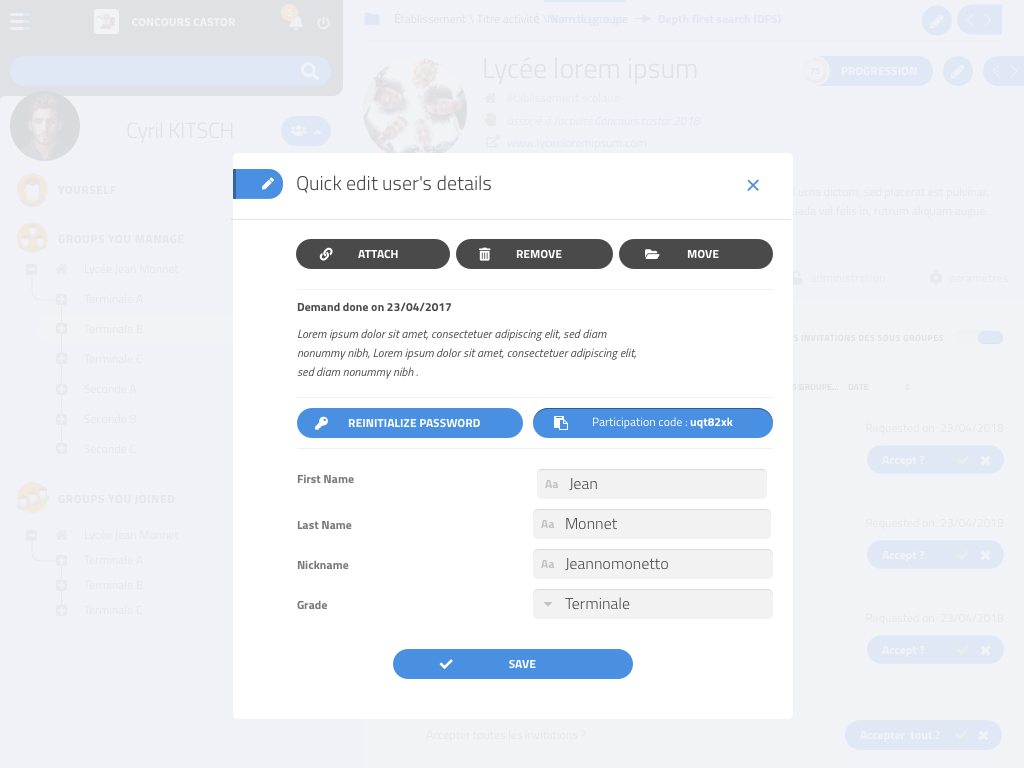 CONCOURS CASTOR
Établissement \ Titre activité \
Depth first search (DFS)
Lycée lorem ipsum
PROGRESSION
établissement scolaire
Concours castor 2018
www.lyceeloremipsum.com
Cyril KITSCH
YOURSELF
GROUPS YOU MANAGE
Lycée Jean Monnet
Terminale A
Terminale B
Terminale C
Seconde A
Seconde B
Seconde C
GROUPS YOU JOINED
Lycée Jean Monnet
Terminale A
Terminale B
Terminale C
Quick edit user's details
ATTACH
REMOVE
MOVE
Demand done on 23/04/2017
Lorem ipsum dolor sit amet, consectetuer adipiscing elit, sed diam
nonummy nibh, Lorem ipsum dolor sit amet, consectetuer adipiscing elit,
sed diam nonummy nibh .
REINITIALIZE PASSWORD
Participation code : uqt82xk
First Name
Aa Jean
Last Name
Aa Monnet
Nickname
Aa Jeannomonetto
Grade
Terminale
SAVE
urna dictum, sed placerat est pulvinar.
vel felis in, rutrum aliquam augue.
administration
paramètres
INVITATIONS DES SOUS GROUPES
DATE
Requested on 23/04/2018
Accept ?
Requested on 23/04/2018
Accept ?
Requested on 23/04/2018
Accept ?
Accepter toutes les invitations ?
Accepter tout ?